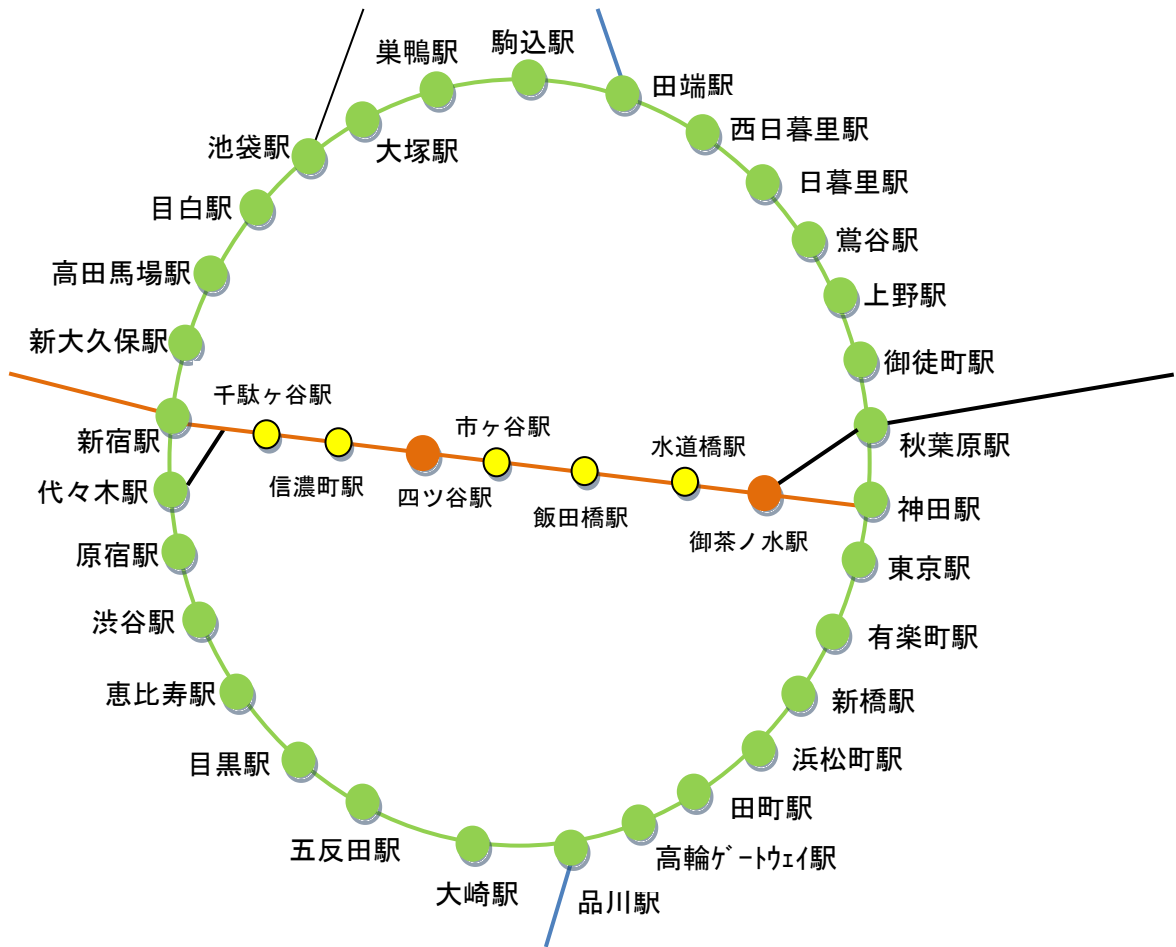 駒込駅
巣鴨駅
田端駅
大塚駅
西日暮里駅
池袋駅
日暮里駅
目白駅
鶯谷駅
高田馬場駅
上野駅
新大久保駅
御徒町駅
千駄ヶ谷駅
新宿駅
市ヶ谷駅
水道橋駅
秋葉原駅
信濃町駅
四ツ谷駅
代々木駅
飯田橋駅
御茶ノ水駅
神田駅
原宿駅
東京駅
渋谷駅
有楽町駅
恵比寿駅
新橋駅
目黒駅
浜松町駅
田町駅
五反田駅
高輪ｹﾞｰﾄｳｪｲ駅
大崎駅
品川駅